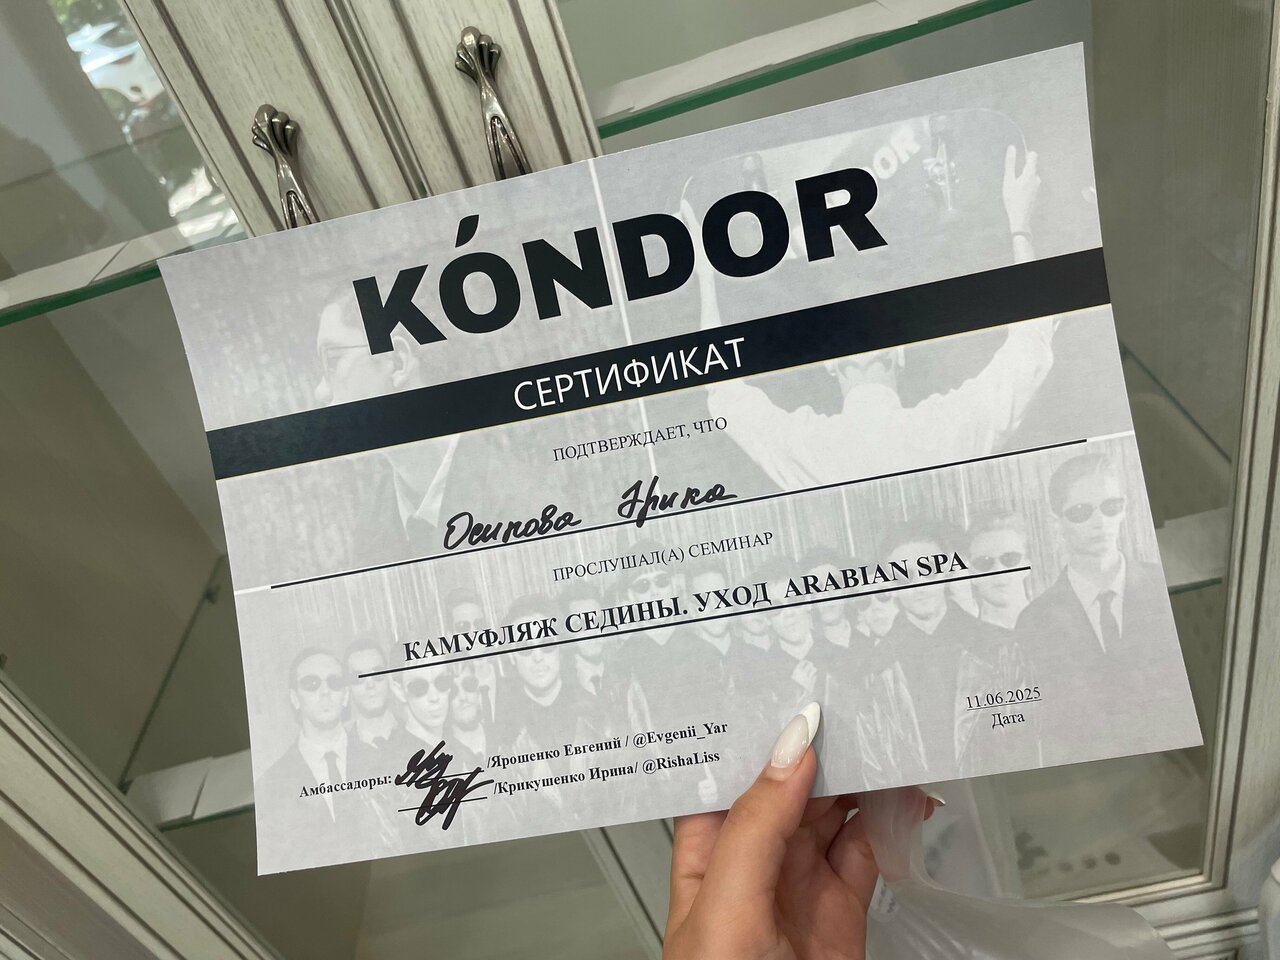 KÓNDOR
СЕРТИФИКАТ
ПОДТВЕРЖДАЕТ, ЧТО
Осипова Эрика
ПРОСЛУШАЛ(А) СЕМИНАР
КАМУФЛЯЖ СЕДИНЫ. УХОД ARABIAN SPA
11.06.2025
Дата
Амбассадоры: /Ярошенко Евгений / @Evgenii_Yar
/Крикушенко Ирина/ @RishaLiss